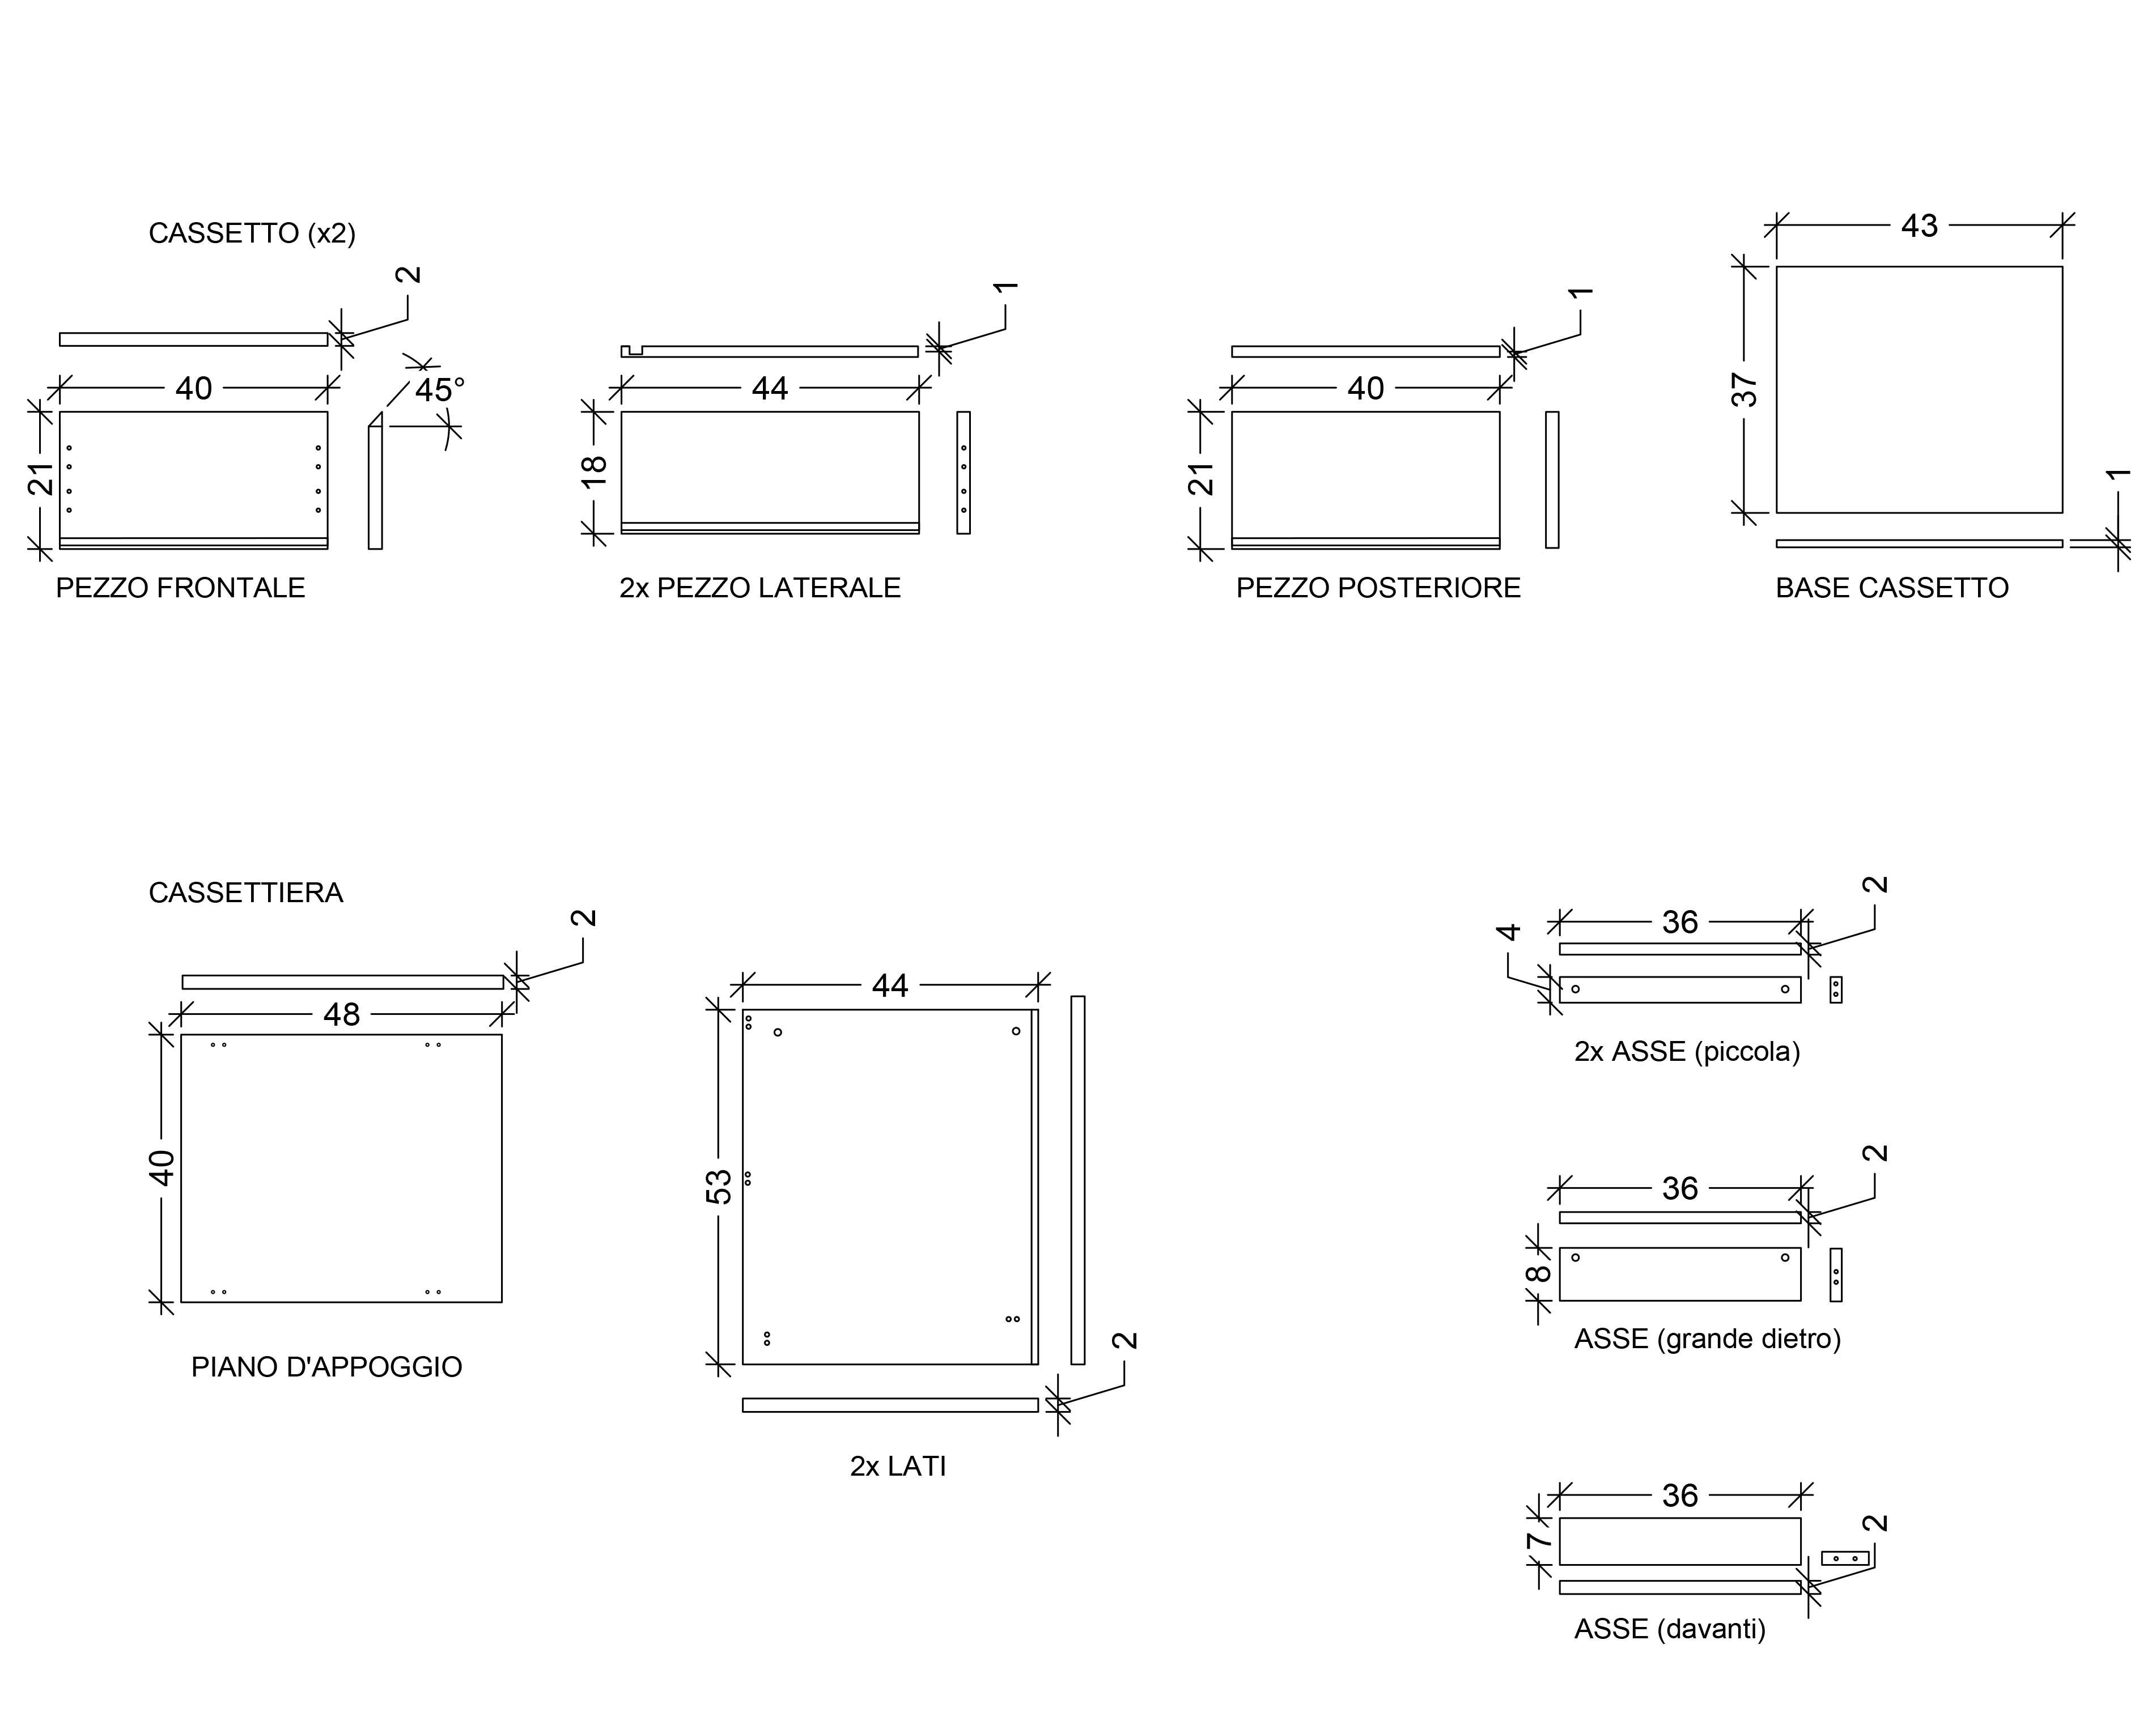 CASSETTO (x2)
2
40
45°
21
PEZZO FRONTALE
1
44
18
2x PEZZO LATERALE
1
40
21
PEZZO POSTERIORE
43
37
1
BASE CASSETTO
CASSETTIERA
2
48
40
PIANO D'APPOGGIO
44
53
2
2x LATI
2
36
4
2x ASSE (piccola)
2
36
8
ASSE (grande dietro)
36
7
2
ASSE (davanti)